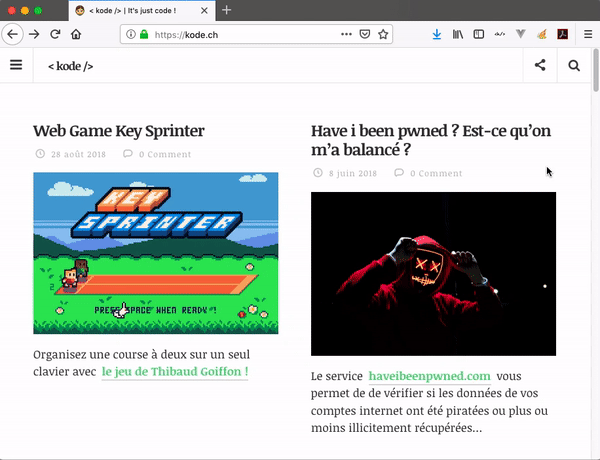 < kode /> | It's just code !
https://kode.ch
< kode />
Web Game Key Sprinter
28 août 2018 0 Comment
KEY
SPRINTER
PRESS SPACE WHEN READY !
Organisez une course à deux sur un seul
clavier avec le jeu de Thibaud Goiffon !
Have i been pwned ? Est-ce qu’on
m’a balancé ?
8 juin 2018 0 Comment
Le service haveibeenpwned.com vous
permet de de vérifier si les données de vos
comptes internet ont été piratées ou plus ou
moins illicitement récupérées…